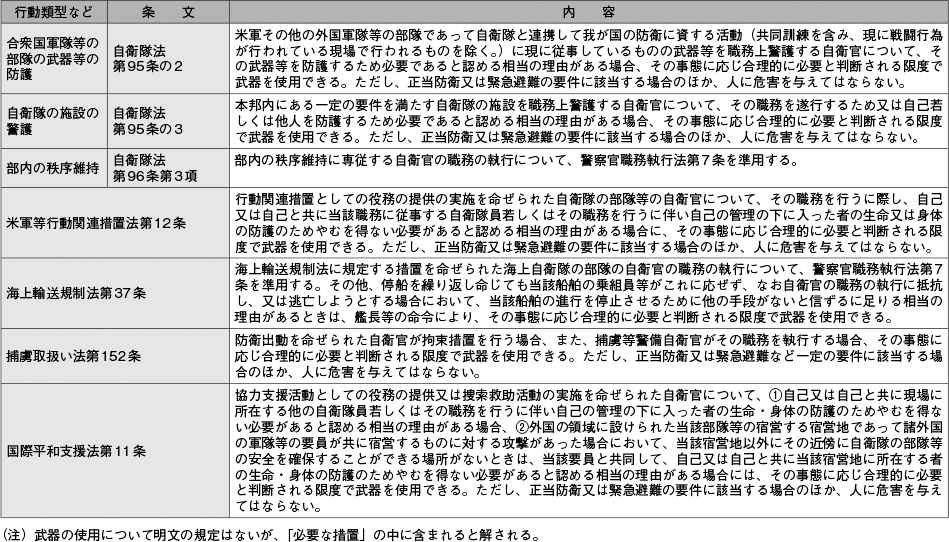 行動類型など 条　文 内　容
合衆国軍隊等の
部隊の武器等の
防護
自衛隊法
第95条の２
米軍その他の外国軍隊等の部隊であって自衛隊と連携して我が国の防衛に資する活動（共同訓練を含み、現に戦闘行為
が行われている現場で行われるものを除く。）に現に従事しているものの武器等を職務上警護する自衛官について、そ
の武器等を防護するため必要であると認める相当の理由がある場合、その事態に応じ合理的に必要と判断される限度で
武器を使用できる。ただし、正当防衛又は緊急避難の要件に該当する場合のほか、人に危害を与えてはならない。
自衛隊の施設の
警護
自衛隊法
第95条の３
本邦内にある一定の要件を満たす自衛隊の施設を職務上警護する自衛官について、その職務を遂行するため又は自己若
しくは他人を防護するため必要であると認める相当の理由がある場合、その事態に応じ合理的に必要と判断される限度
で武器を使用できる。ただし、正当防衛又は緊急避難の要件に該当する場合のほか、人に危害を与えてはならない。
部内の秩序維持
自衛隊法
第96条第３項
部内の秩序維持に専従する自衛官の職務の執行について、警察官職務執行法第７条を準用する。
米軍等行動関連措置法第12条
行動関連措置としての役務の提供の実施を命ぜられた自衛隊の部隊等の自衛官について、その職務を行うに際し、自己
又は自己と共に当該職務に従事する自衛隊員若しくはその職務を行うに伴い自己の管理の下に入った者の生命又は身体
の防護のためやむを得ない必要があると認める相当の理由がある場合に、その事態に応じ合理的に必要と判断される限
度で武器を使用できる。ただし、正当防衛又は緊急避難の要件に該当する場合のほか、人に危害を与えてはならない。
海上輸送規制法第37条
海上輸送規制法に規定する措置を命ぜられた海上自衛隊の部隊の自衛官の職務の執行について、警察官職務執行法第７
条を準用する。その他、停船を繰り返し命じても当該船舶の乗組員等がこれに応ぜず、なお自衛官の職務の執行に抵抗
し、又は逃亡しようとする場合において、当該船舶の進行を停止させるために他の手段がないと信ずるに足りる相当の
理由があるときは、艦長等の命令により、その事態に応じ合理的に必要と判断される限度で武器を使用できる。
捕虜取扱い法第152条
防衛出動を命ぜられた自衛官が拘束措置を行う場合、また、捕虜等警備自衛官がその職務を執行する場合、その事態に
応じ合理的に必要と判断される限度で武器を使用できる。ただし、正当防衛又は緊急避難など一定の要件に該当する場
合のほか、人に危害を与えてはならない。
国際平和支援法第11条
協力支援活動としての役務の提供又は捜索救助活動の実施を命ぜられた自衛官について、①自己又は自己と共に現場に
所在する他の自衛隊員若しくはその職務を行うに伴い自己の管理の下に入った者の生命・身体の防護のためやむを得な
い必要があると認める相当の理由がある場合、②外国の領域に設けられた当該部隊等の宿営する宿営地であって諸外国
の軍隊等の要員が共に宿営するものに対する攻撃があった場合において、当該宿営地以外にその近傍に自衛隊の部隊等
の安全を確保することができる場所がないときは、当該要員と共同して、自己又は自己と共に当該宿営地に所在する者
の生命・身体の防護のためやむを得ない必要があると認める相当の理由がある場合には、その事態に応じ合理的に必要
と判断される限度で武器を使用できる。ただし、正当防衛又は緊急避難の要件に該当する場合のほか、人に危害を与え
てはならない。
（注）武器の使用について明文の規定はないが、「必要な措置」の中に含まれると解される。